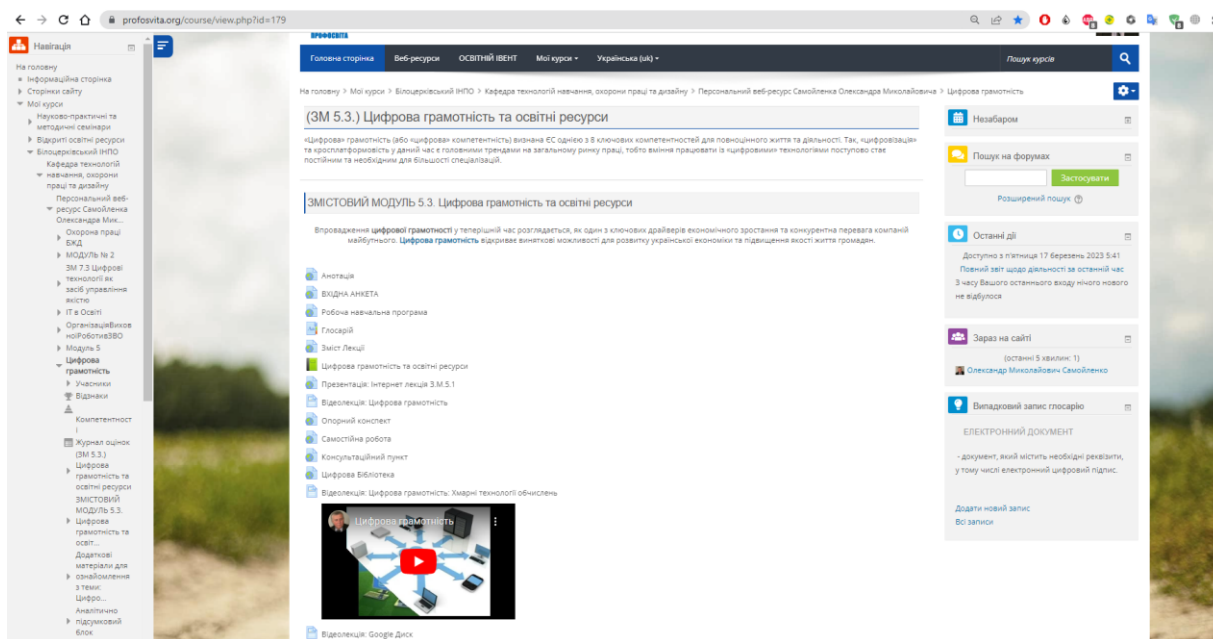 profosvita.org/course/view.php?id=179
Навігація
На головну
Інформаційна сторінка
Сторінки сайту
Мої курси
Науково-практичні та
методичні семінари
Відкриті освітні ресурси
Білоцерківський ІНПО
Кафедра технологій
навчання, охорони
праці та дизайну
Персональний веб-
ресурс Самойленка
Олександра Мик...
Охорона праці
БЖД
МОДУЛЬ № 2
ЗМ 7.3 Цифрові
технології як
засіб управління
якістю
ІТ в Освіті
ОрганізаціяВихов
ноїРоботивЗВО
Модуль 5
Цифрова
грамотність
Учасники
Відзнаки
Компетентност
і
Журнал оцінок
(ЗМ 5.3.)
Цифрова
грамотність та
освітні ресурси
ЗМІСТОВИЙ
МОДУЛЬ 5.3.
Цифрова
грамотність та
освіт...
Додаткові
матеріали для
ознайомлення
з теми:
Цифро...
Аналітично
підсумковий
блок
ПРОФОСВІТА
Головна сторінка Веб-ресурси ОСВІТНІЙ ІВЕНТ Мої курси Українська (uk) Пошук курсів
На головну > Мої курси > Білоцерківський ІНПО > Кафедра технологій навчання, охорони праці та дизайну > Персональний веб-ресурс Самойленка Олександра Миколайовича > Цифрова грамотність
(ЗМ 5.3.) Цифрова грамотність та освітні ресурси
«Цифрова» грамотність (або «цифрова» компетентність) визнана ЄС однією з 8 ключових компетентностей для повноцінного життя та діяльності. Так, «цифровізація»
та кросплатформовість у даний час є головними трендами на загальному ринку праці, тобто вміння працювати із «цифровими» технологіями поступово стає
постійним та необхідним для більшості спеціалізацій.
ЗМІСТОВИЙ МОДУЛЬ 5.3. Цифрова грамотність та освітні ресурси
Впровадження цифрової грамотності у теперішній час розглядається, як один з ключових драйверів економічного зростання та конкурентна перевага компаній
майбутнього. Цифрова грамотність відкриває виняткові можливості для розвитку української економіки та підвищення якості життя громадян.
Анотація
ВХІДНА АНКЕТА
Робоча навчальна програма
Глосарій
Зміст Лекції
Цифрова грамотність та освітні ресурси
Презентація: Інтернет лекція З.М.5.1
Відеолекція: Цифрова грамотність
Опорний конспект
Самостійна робота
Консультаційний пункт
Цифрова Бібліотека
Відеолекція: Цифрова грамотність: Хмарні технології обчислень
Цифрова грамотність
Відеолекція: Google Диск
Незабаром
Пошук на форумах
Застосувати
Розширений пошук
Останні дії
Доступно з п'ятниця 17 березень 2023 5:41
Повний звіт щодо діяльності за останній час
З часу Вашого останнього входу нічого нового
не відбулося
Зараз на сайті
(останні 5 хвилин: 1)
Олександр Миколайович Самойленко
Випадковий запис глосарію
ЕЛЕКТРОННИЙ ДОКУМЕНТ
- документ, який містить необхідні реквізити,
у тому числі електронний цифровий підпис.
Додати новий запис
Всі записи